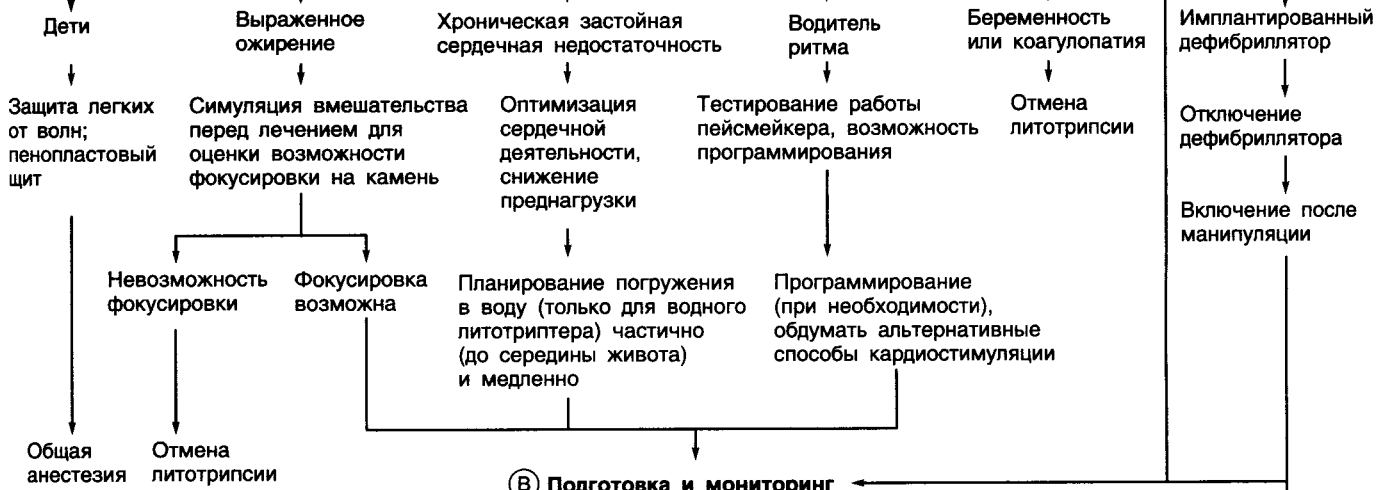 Дети
Выраженное
ожирение
Хроническая застойная
сердечная недостаточность
Водитель
ритма
Беременность
или коагулопатия
Имплантированный
дефибриллятор
Защита легких
от волн;
пенопластовый
щит
Симуляция вмешательства
перед лечением для
оценки возможности
фокусировки на камень
Оптимизация
сердечной
деятельности,
снижение
преднагрузки
Тестирование работы
пейсмейкера, возможность
программирования
Отмена
литотрипсии
Отключение
дефибриллятора
Включение после
манипуляции
Невозможность
фокусировки
Фокусировка
возможна
Планирование погружения
в воду (только для водного
литотриптера) частично
(до середины живота)
и медленно
Программирование
(при необходимости),
обдумать альтернативные
способы кардиостимуляции
Общая
анестезия
Отмена
литотрипсии
B Подготовка и мониторинг